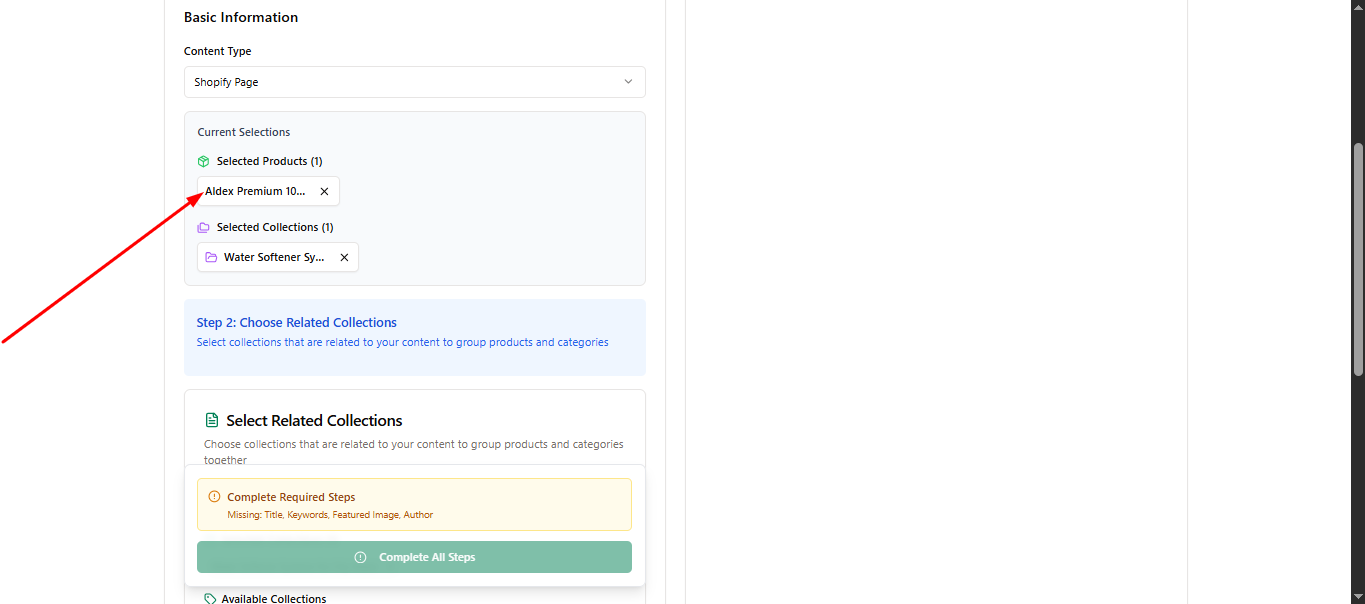 Basic Information
Content Type
Shopify Page
Current Selections
Selected Products (1)
Aldex Premium 10...
Selected Collections (1)
Water Softener Sy...
Step 2: Choose Related Collections
Select collections that are related to your content to group products and categories
Select Related Collections
Choose collections that are related to your content to group products and categories
together
Complete Required Steps
Missing: Title, Keywords, Featured Image, Author
Complete All Steps
Available Collections